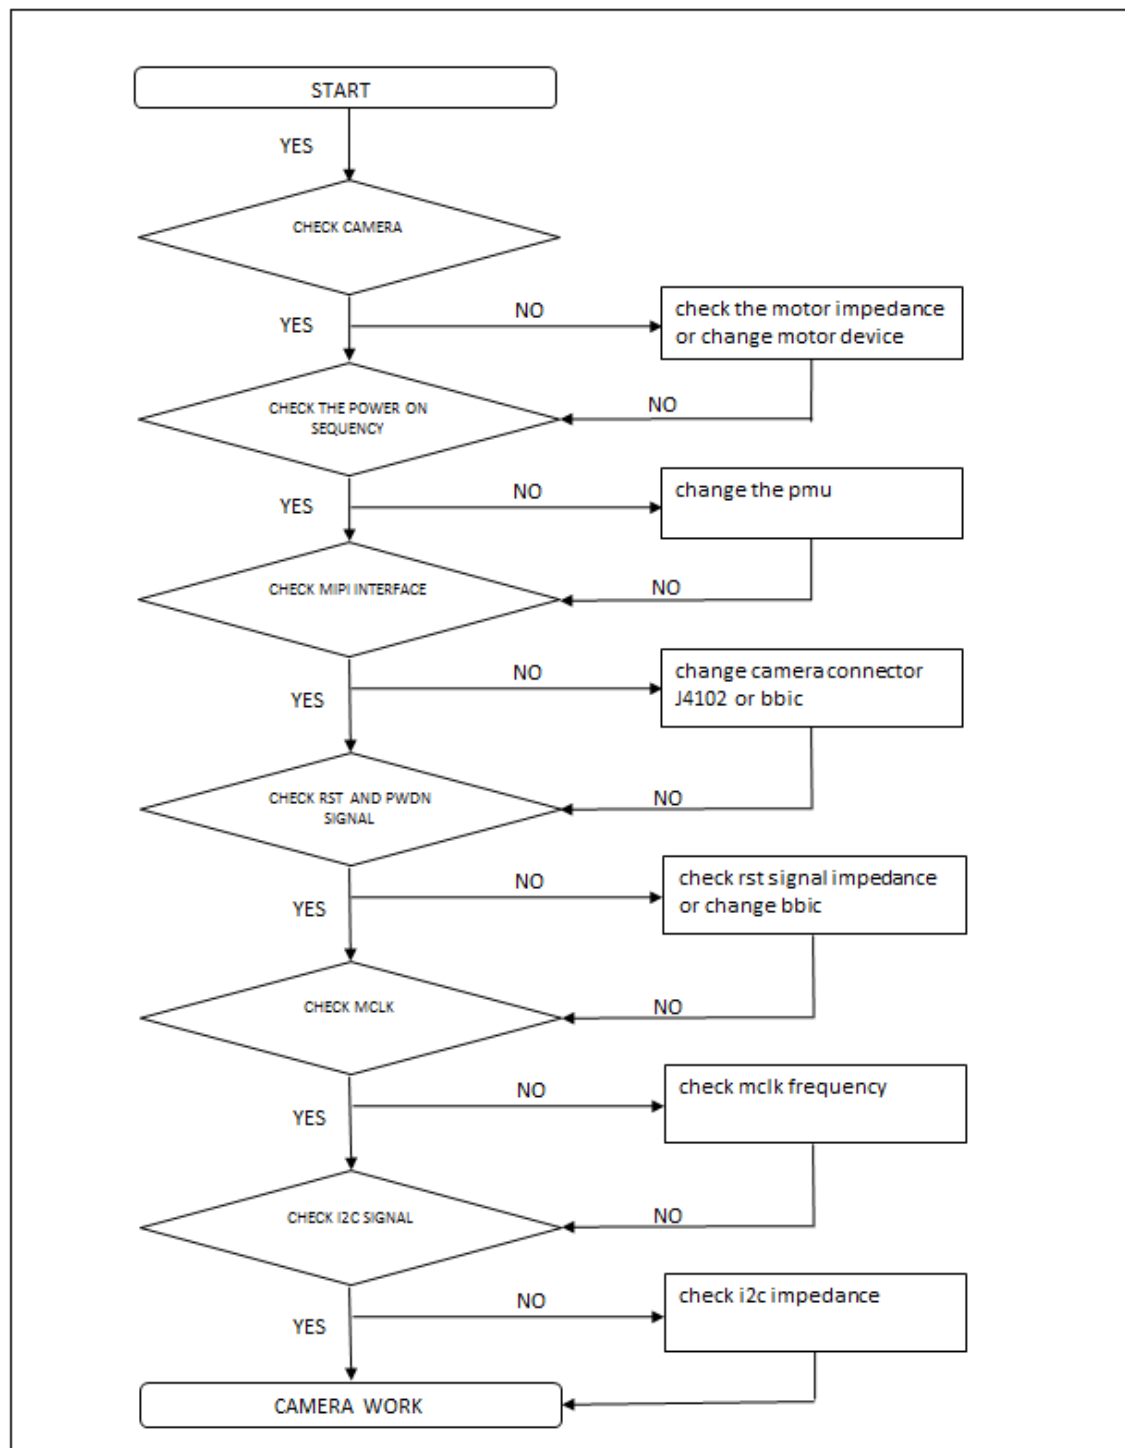 START
YES
CHECK CAMERA
NO
YES
check the motor impedance
or change motor device
NO
CHECK THE POWER ON
SEQUENCY
NO
YES
change the pmu
NO
CHECK MIPI INTERFACE
NO
YES
change camera connector
J4102 or bbic
NO
CHECK RST AND PWDN
SIGNAL
NO
YES
check rst signal impedance
or change bbic
NO
CHECK MCLK
NO
YES
check mclk frequency
NO
CHECK I2C SIGNAL
NO
YES
check i2c impedance
CAMERA WORK